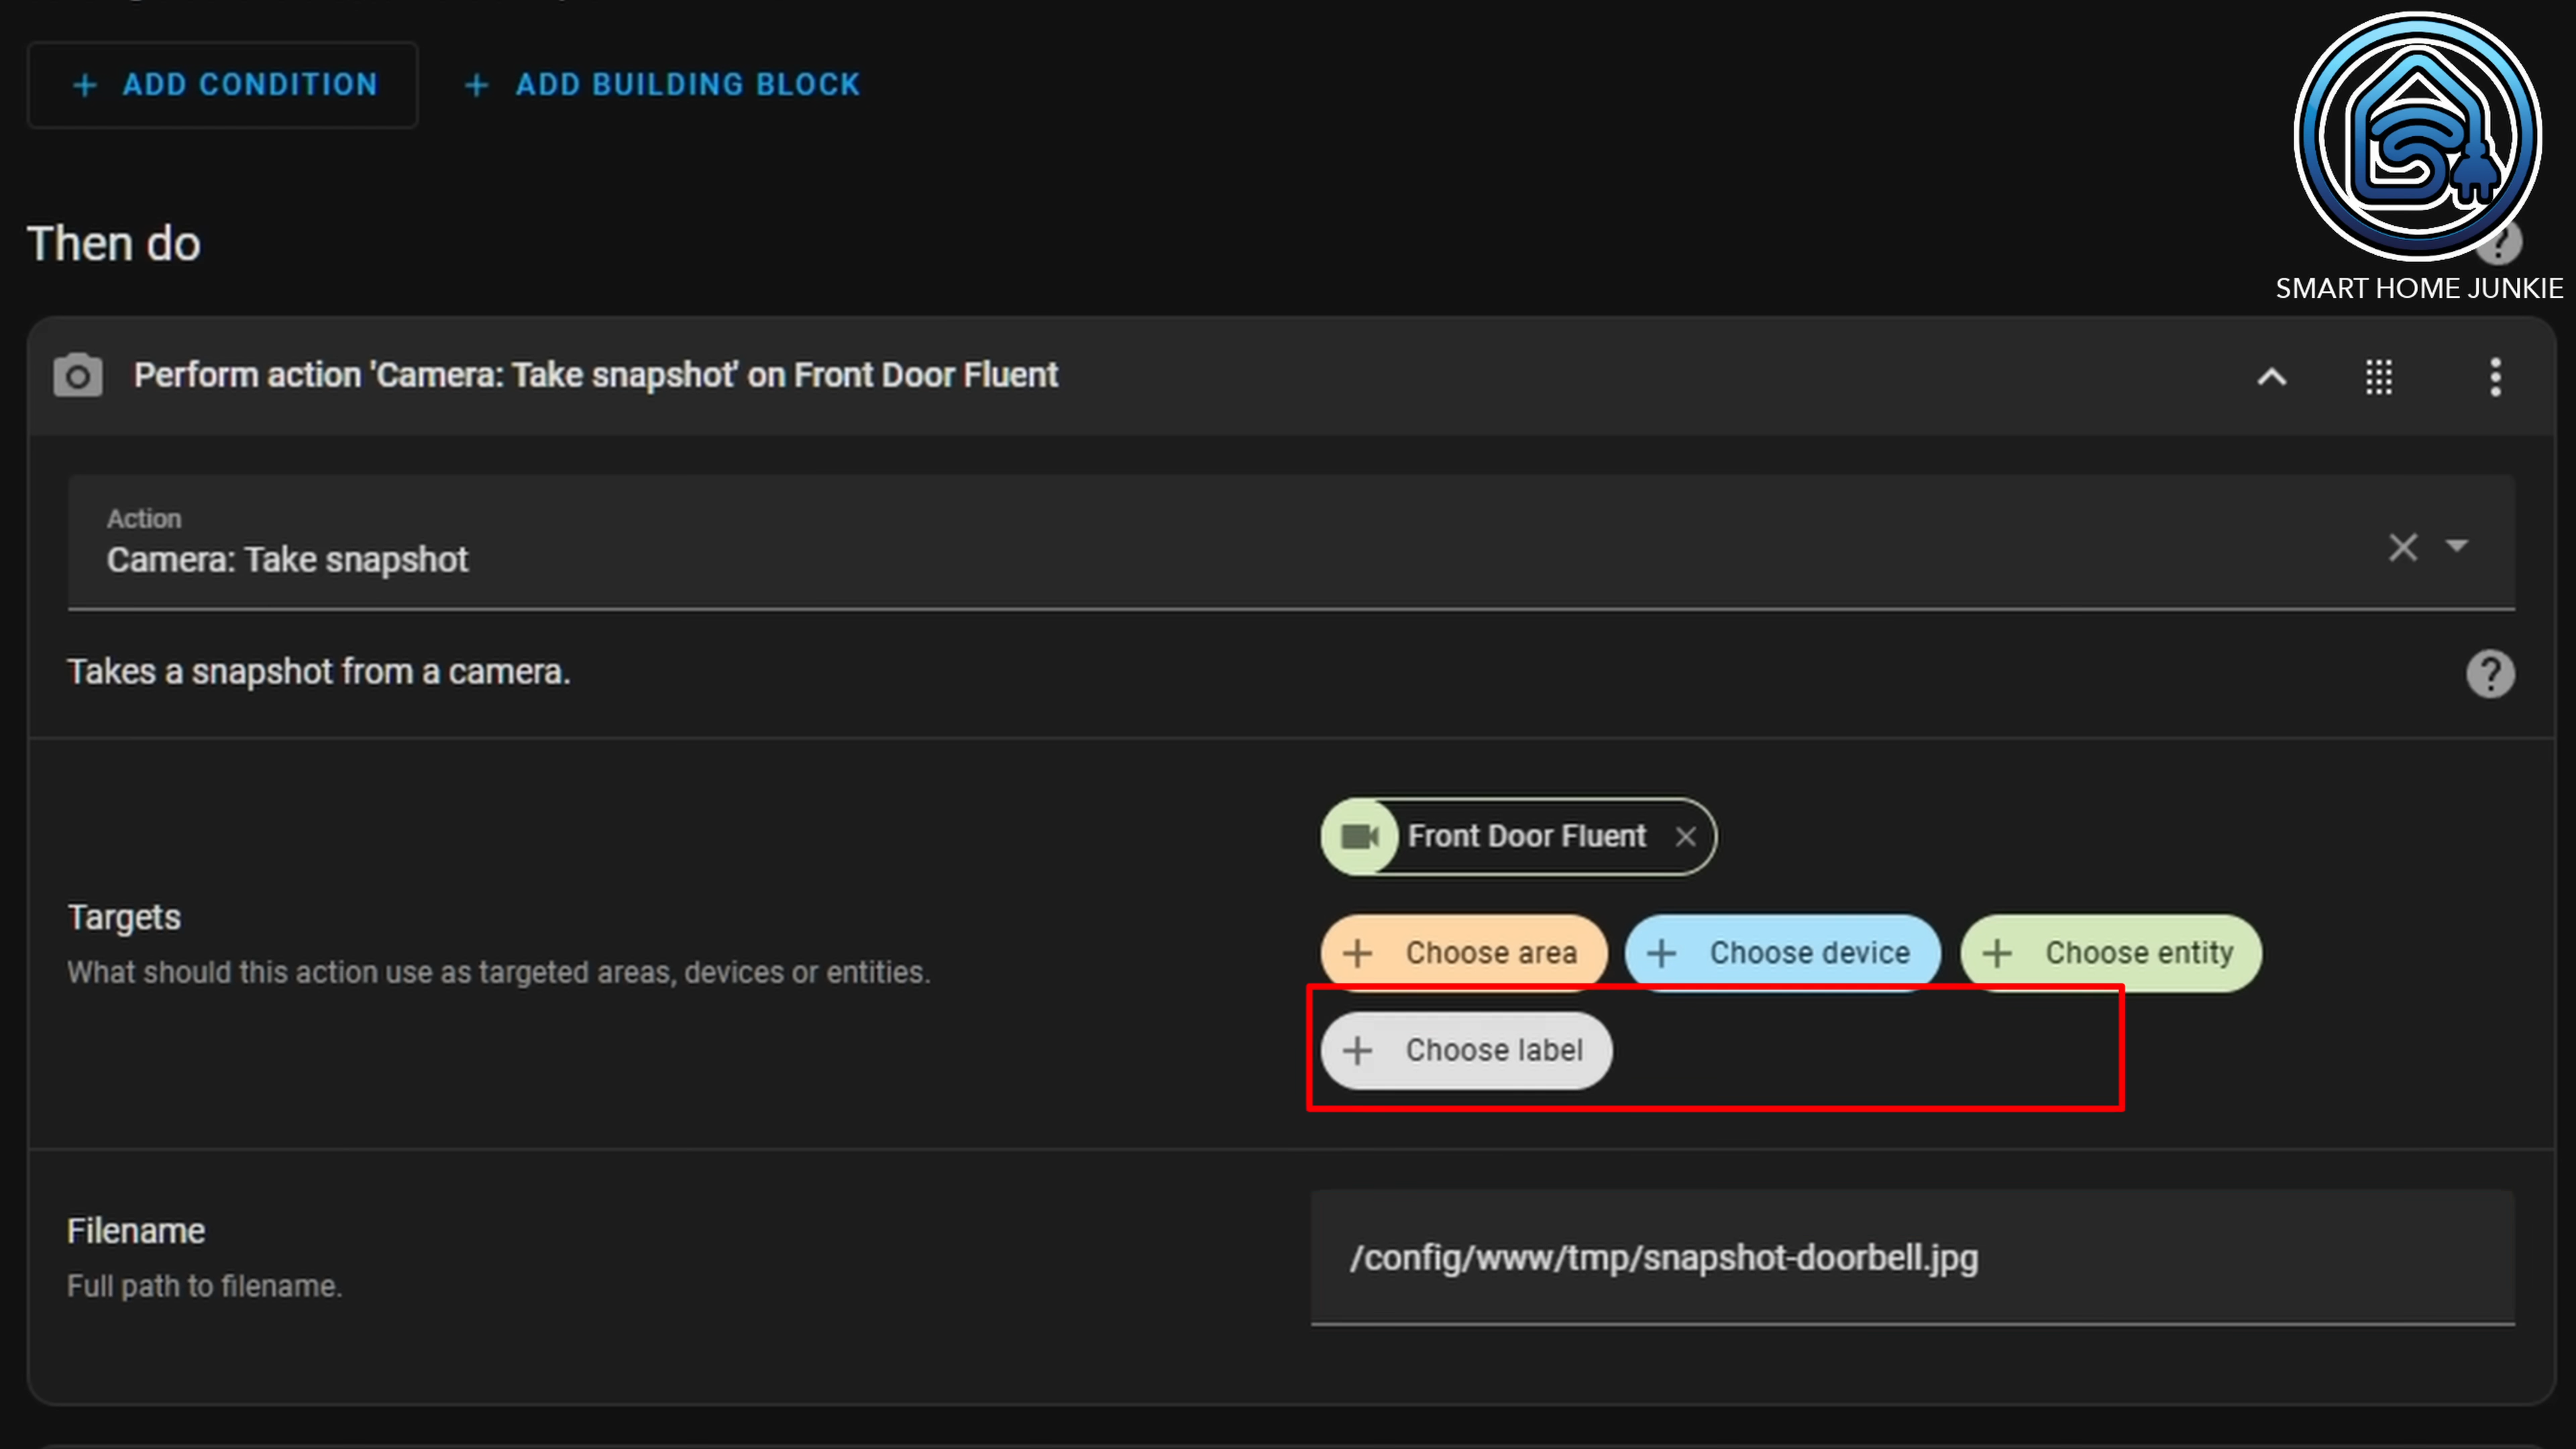 ADD CONDITION
ADD BUILDING BLOCK
Then do
SMART HOME JUNKIE
Perform action 'Camera: Take snapshot' on Front Door Fluent
Action
Camera: Take snapshot
Takes a snapshot from a camera.
Front Door Fluent
Targets
What should this action use as targeted areas, devices or entities.
Choose area
Choose device
Choose entity
Choose label
Filename
Full path to filename.
/config/www/tmp/snapshot-doorbell.jpg